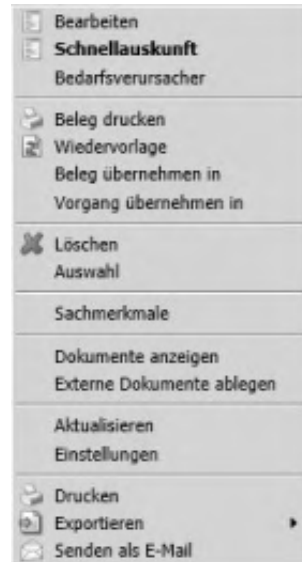 Bearbeiten
Schnellauskunft
Bedarfsverursacher
Beleg drucken
Wiedervorlage
Beleg übernehmen in
Vorgang übernehmen in
Löschen
Auswahl
Sachmerkmale
Dokumente anzeigen
Externe Dokumente ablegen
Aktualisieren
Einstellungen
Drucken
Exportieren
Senden als E-Mail